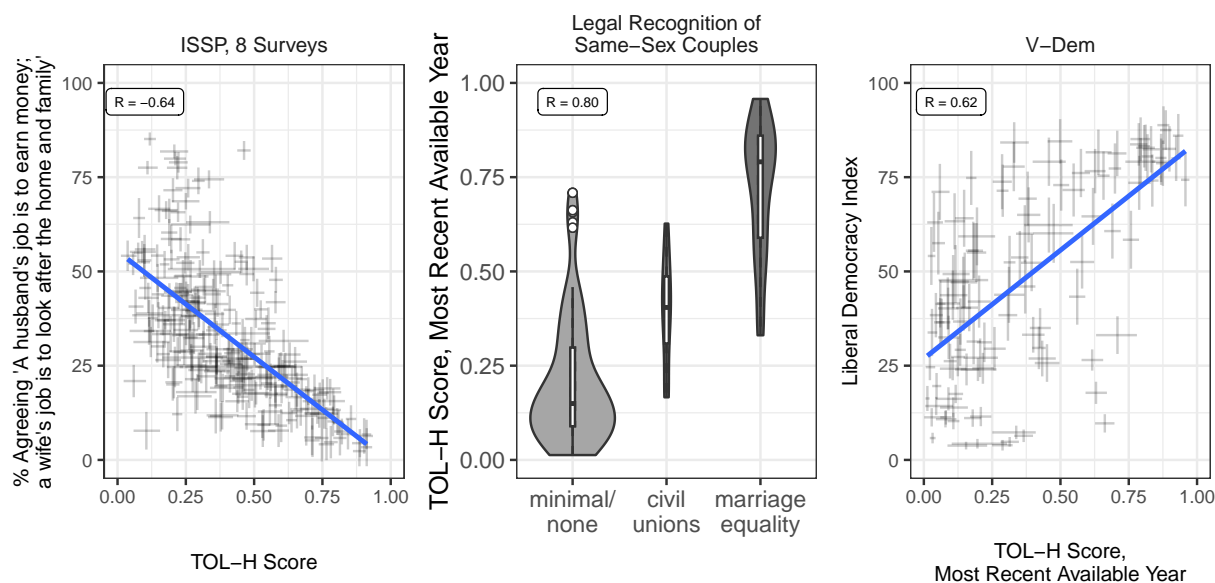 ISSP, 8 Surveys
% Agreeing 'A husband's job is to earn money;
a wife's job is to look after the home and family'
100
75
50
25
0
R = −0.64
0.00 0.25 0.50 0.75 1.00
TOL−H Score
Legal Recognition of
Same−Sex Couples
TOL−H Score, Most Recent Available Year
1.00
0.75
0.50
0.25
0.00
R = 0.80
minimal/ civil marriage
none unions equality
V−Dem
Liberal Democracy Index
100
75
50
25
0
R = 0.62
0.00 0.25 0.50 0.75 1.00
TOL−H Score,
Most Recent Available Year